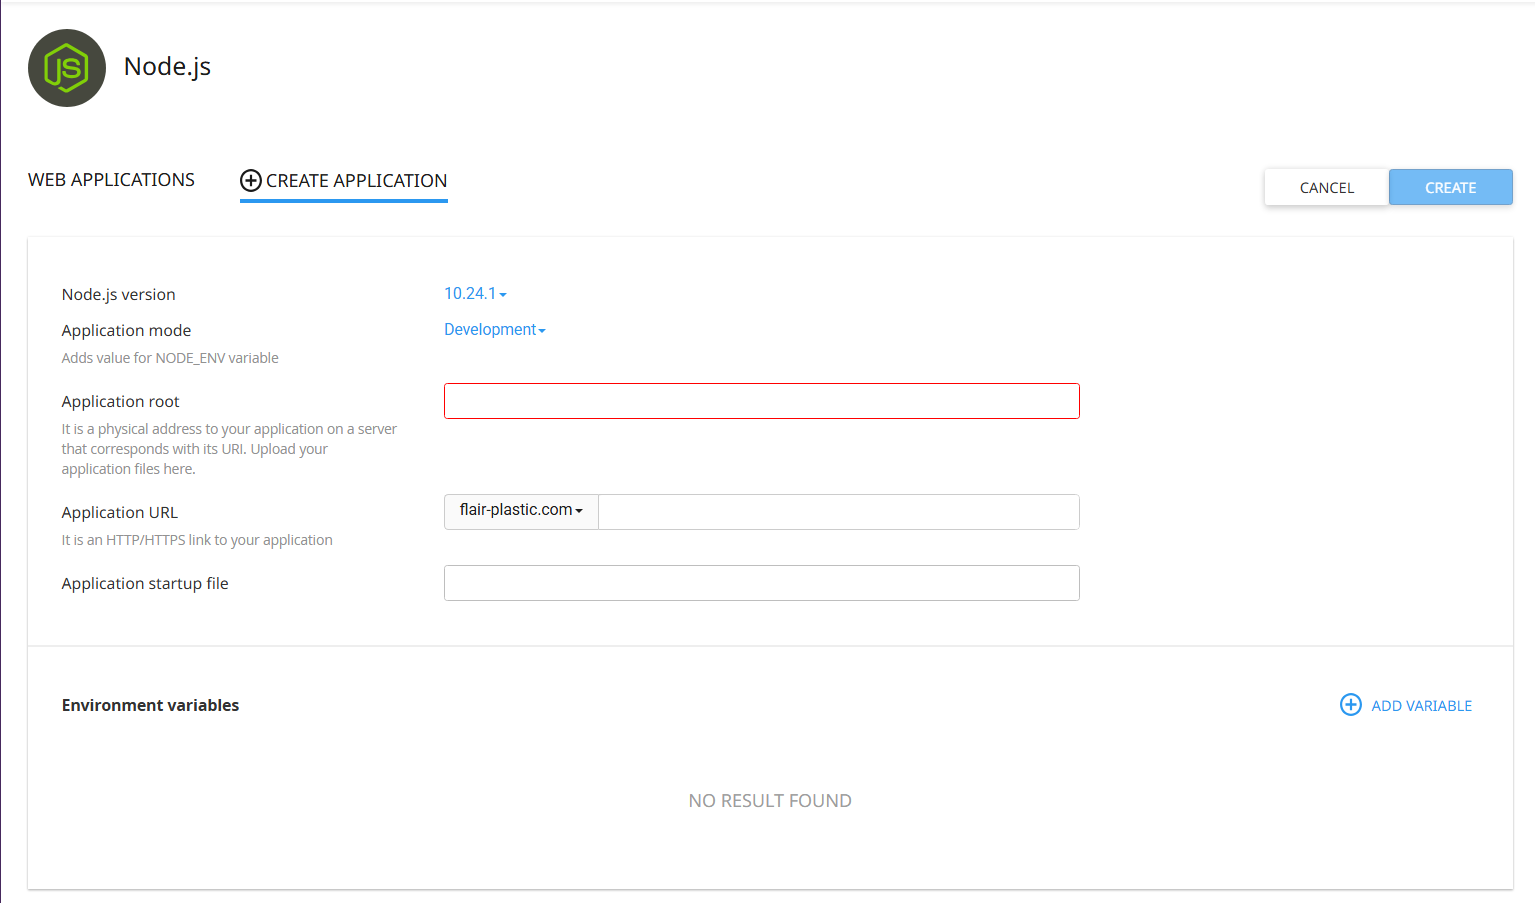 JS
Node.js
WEB APPLICATIONS
CREATE APPLICATION
CANCEL
CREATE
Node.js version
10.24.1
Application mode
Development
Adds value for NODE_ENV variable
Application root
It is a physical address to your application on a server
that corresponds with its URI. Upload your
application files here.
Application URL
flair-plastic.com
It is an HTTP/HTTPS link to your application
Application startup file
Environment variables
ADD VARIABLE
NO RESULT FOUND